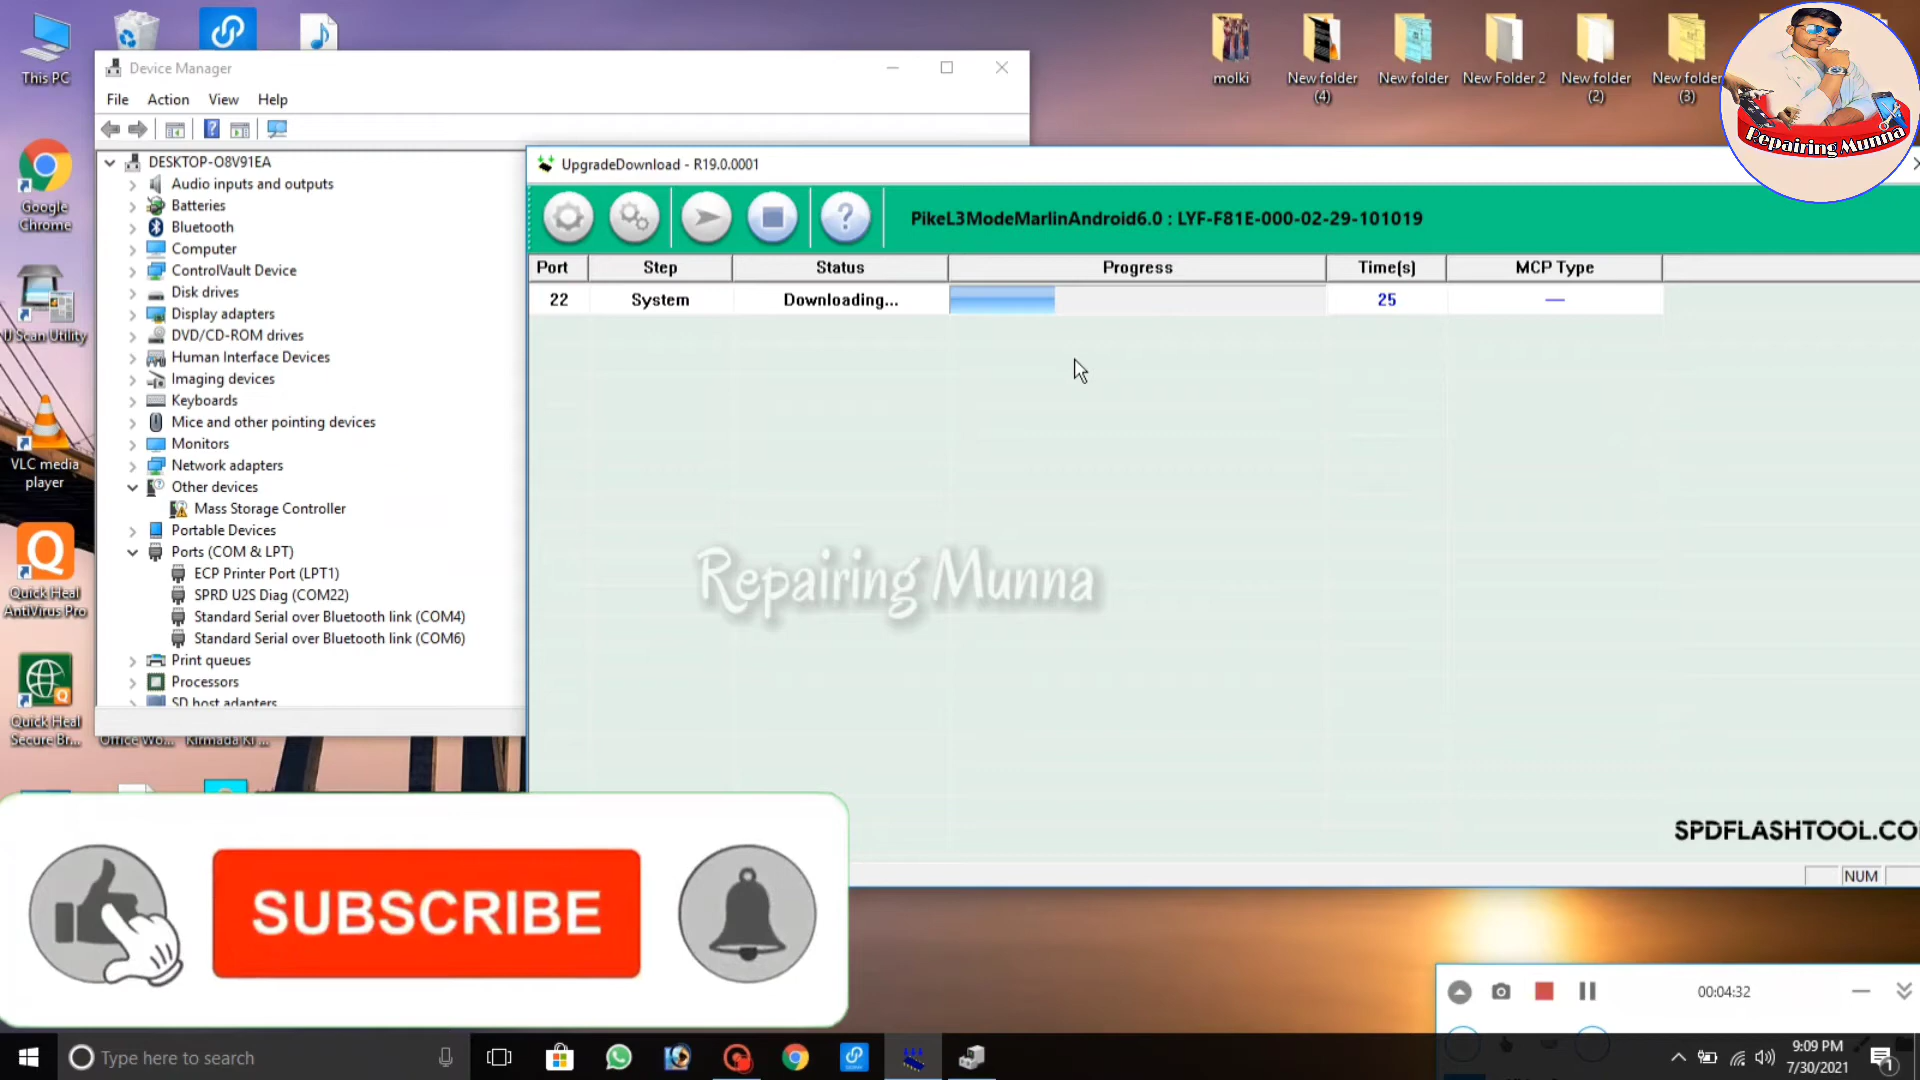 This PC
molki
New folder (4)
New folder
New Folder 2
New folder (2)
New folder (3)
Repairing Munna
Device Manager
File Action View Help
DESKTOP-O8V91EA
Audio inputs and outputs
Batteries
Bluetooth
Computer
ControlVault Device
Disk drives
Display adapters
DVD/CD-ROM drives
Human Interface Devices
Imaging devices
Keyboards
Mice and other pointing devices
Monitors
Network adapters
Other devices
Mass Storage Controller
Portable Devices
Ports (COM & LPT)
ECP Printer Port (LPT1)
SPRD U2S Diag (COM22)
Standard Serial over Bluetooth link (COM4)
Standard Serial over Bluetooth link (COM6)
Print queues
Processors
SD host adapters
Google Chrome
IJ Scan Utility
VLC media player
Quick Heal AntiVirus Pro
Quick Heal Secure Br...
Office Wo...
UpgradeDownload - R19.0.0001
PikeL3ModeMarlinAndroid6.0 : LYF-F81E-000-02-29-101019
Port Step Status Progress Time(s) MCP Type
22 System Downloading... 25 —
Repairing Munna
SPDFLASHTOOL.CO
NUM
SUBSCRIBE
00:04:32
Type here to search
9:09 PM
7/30/2021
1